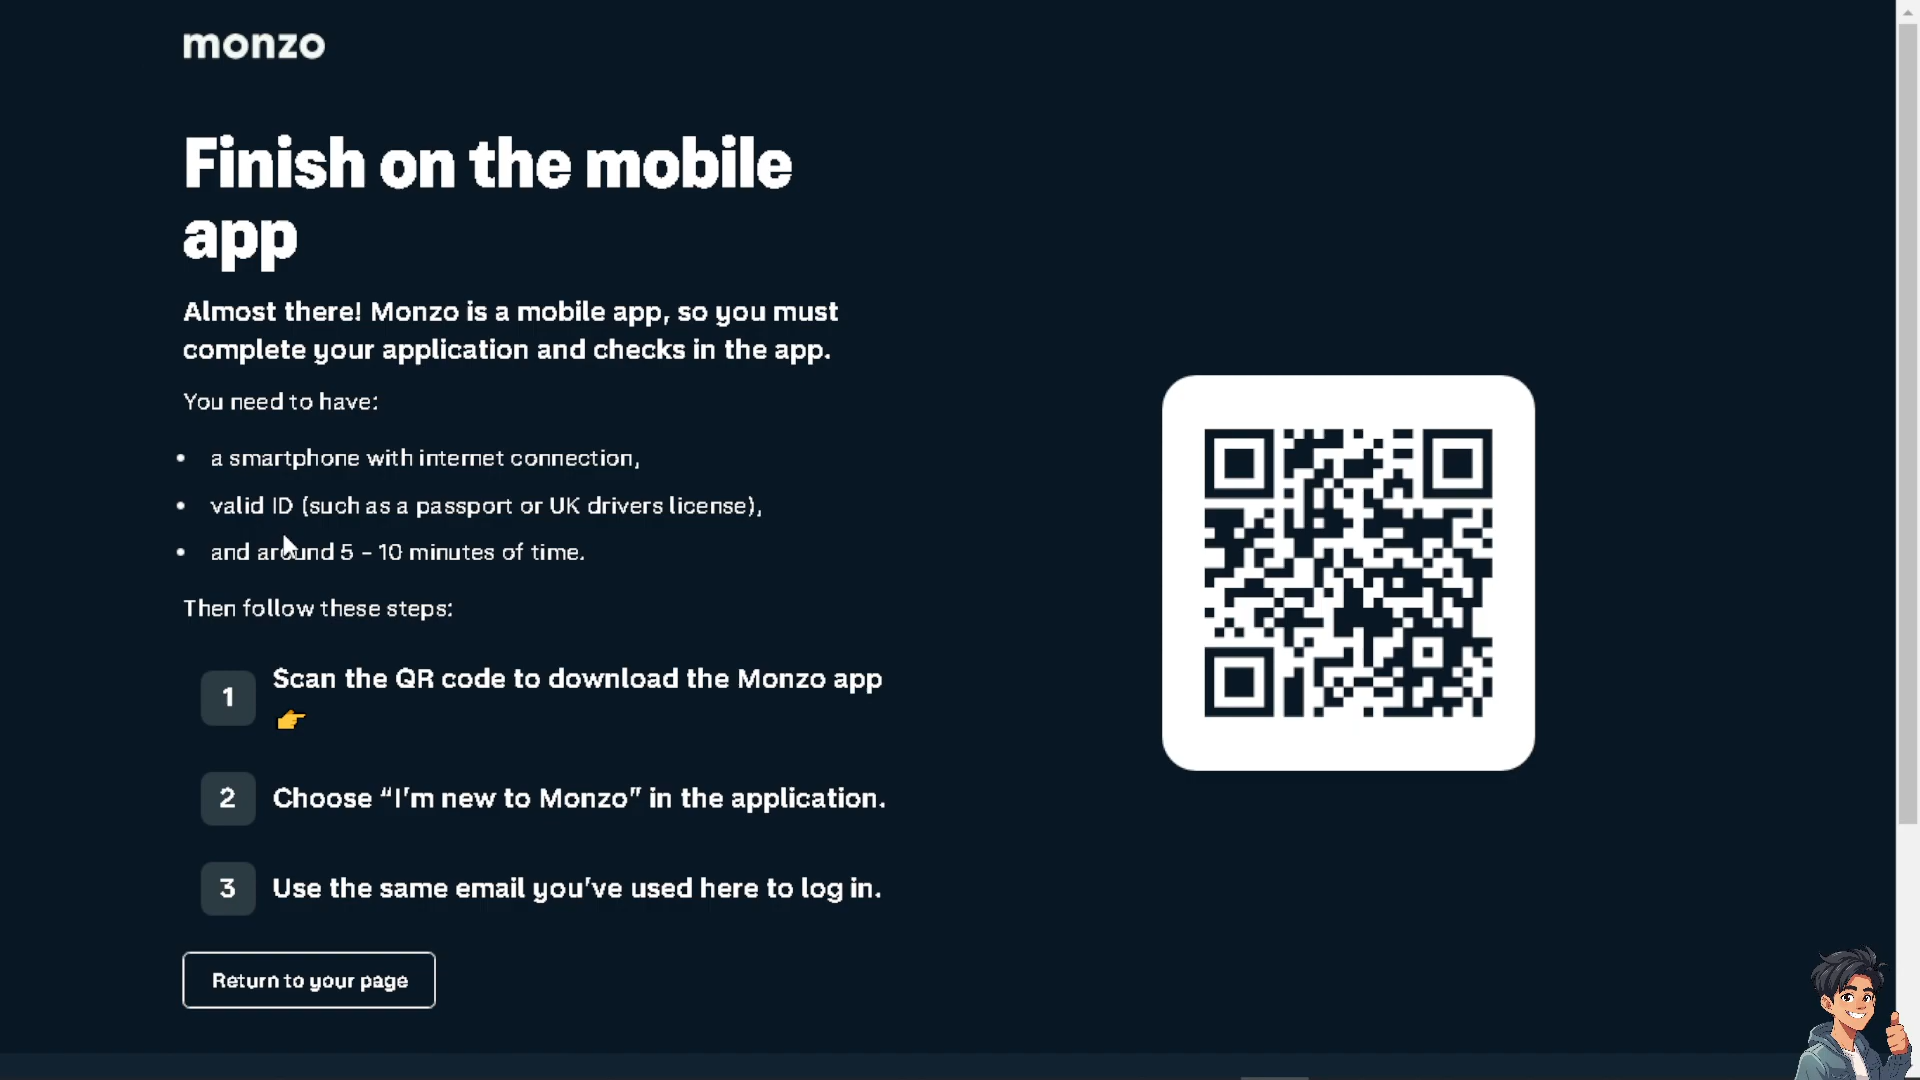 monzo
Finish on the mobile
app
Almost there! Monzo is a mobile app, so you must
complete your application and checks in the app.
You need to have:
• a smartphone with internet connection,
• valid ID (such as a passport or UK drivers license),
• and around 5 – 10 minutes of time.
Then follow these steps:
1 Scan the QR code to download the Monzo app
👉
2 Choose “I’m new to Monzo” in the application.
3 Use the same email you’ve used here to log in.
Return to your page